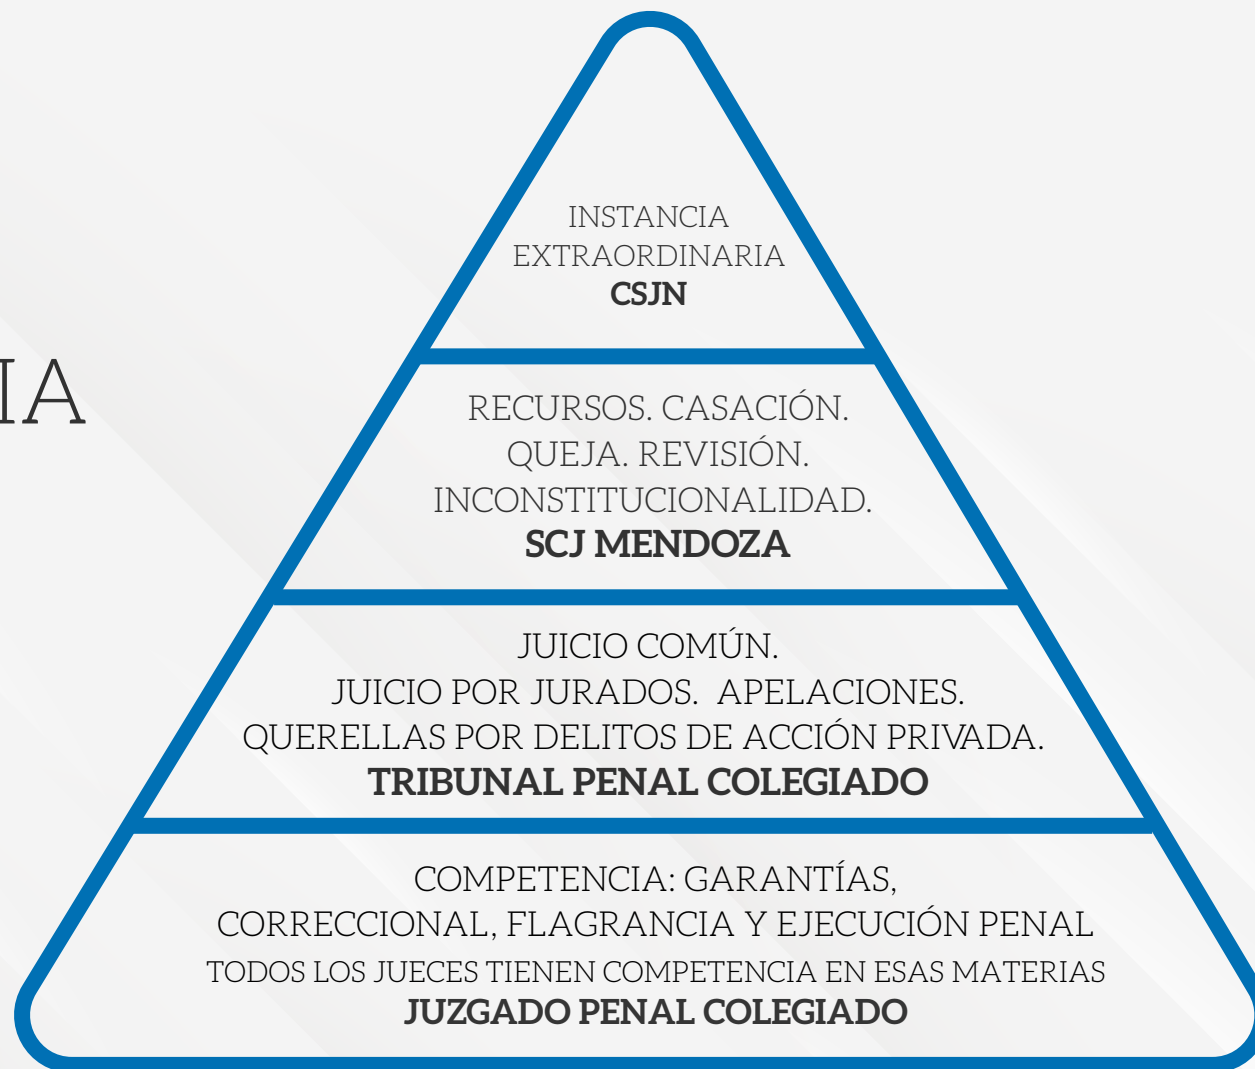 INSTANCIA
EXTRAORDINARIA
CSJN
IA
RECURSOS. CASACIÓN.
QUEJA. REVISIÓN.
INCONSTITUCIONALIDAD.
SCJ MENDOZA
JUICIO COMÚN.
JUICIO POR JURADOS. APELACIONES.
QUERELLAS POR DELITOS DE ACCIÓN PRIVADA.
TRIBUNAL PENAL COLEGIADO
COMPETENCIA: GARANTÍAS,
CORRECCIONAL, FLAGRANCIA Y EJECUCIÓN PENAL
TODOS LOS JUECES TIENEN COMPETENCIA EN ESAS MATERIAS
JUZGADO PENAL COLEGIADO